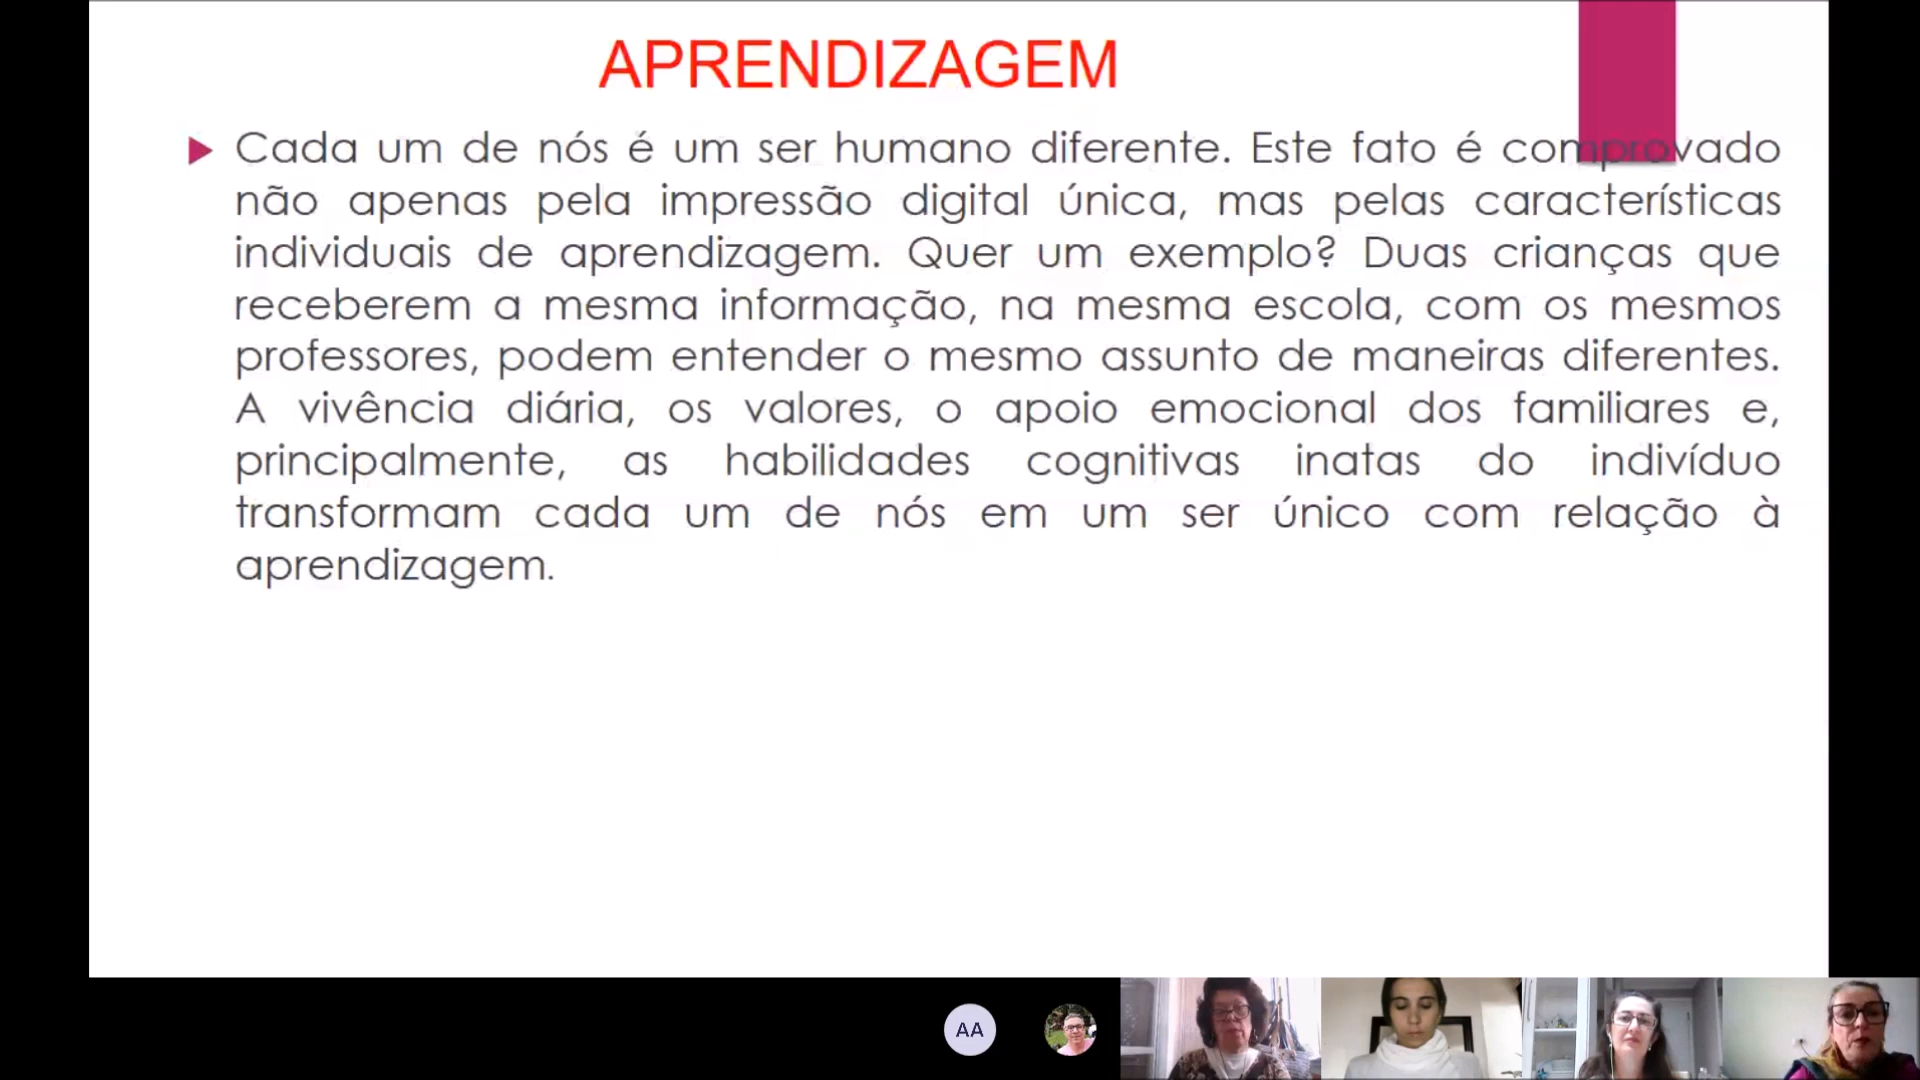 APRENDIZAGEM
Cada um de nós é um ser humano diferente. Este fato é comprovado
não apenas pela impressão digital única, mas pelas características
individuais de aprendizagem. Quer um exemplo? Duas crianças que
receberem a mesma informação, na mesma escola, com os mesmos
professores, podem entender o mesmo assunto de maneiras diferentes.
A vivência diária, os valores, o apoio emocional dos familiares e,
principalmente, as habilidades cognitivas inatas do indivíduo
transformam cada um de nós em um ser único com relação à
aprendizagem.
AA